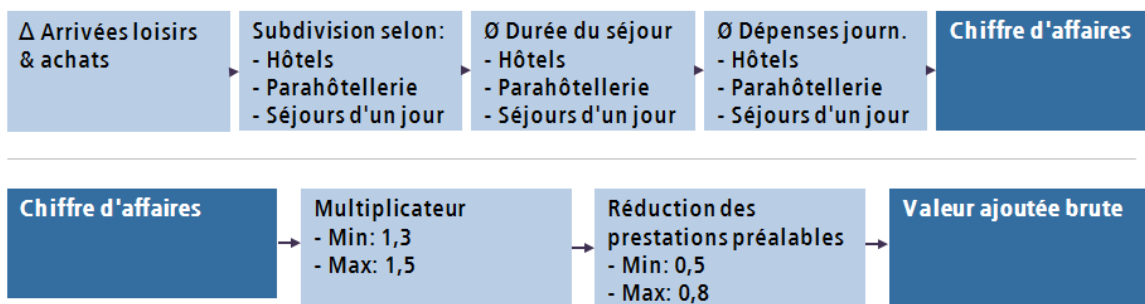 Δ Arrivées loisirs
& achats
Subdivision selon:
- Hôtels
- Parahôtellerie
- Séjours d'un jour
Ø Durée du séjour
- Hôtels
- Parahôtellerie
- Séjours d'un jour
Ø Dépenses journ.
- Hôtels
- Parahôtellerie
- Séjours d'un jour
Chiffre d'affaires
Chiffre d'affaires
Multiplicateur
- Min: 1,3
- Max: 1,5
Réduction des
prestations préalables
- Min: 0,5
- Max: 0,8
Valeur ajoutée brute